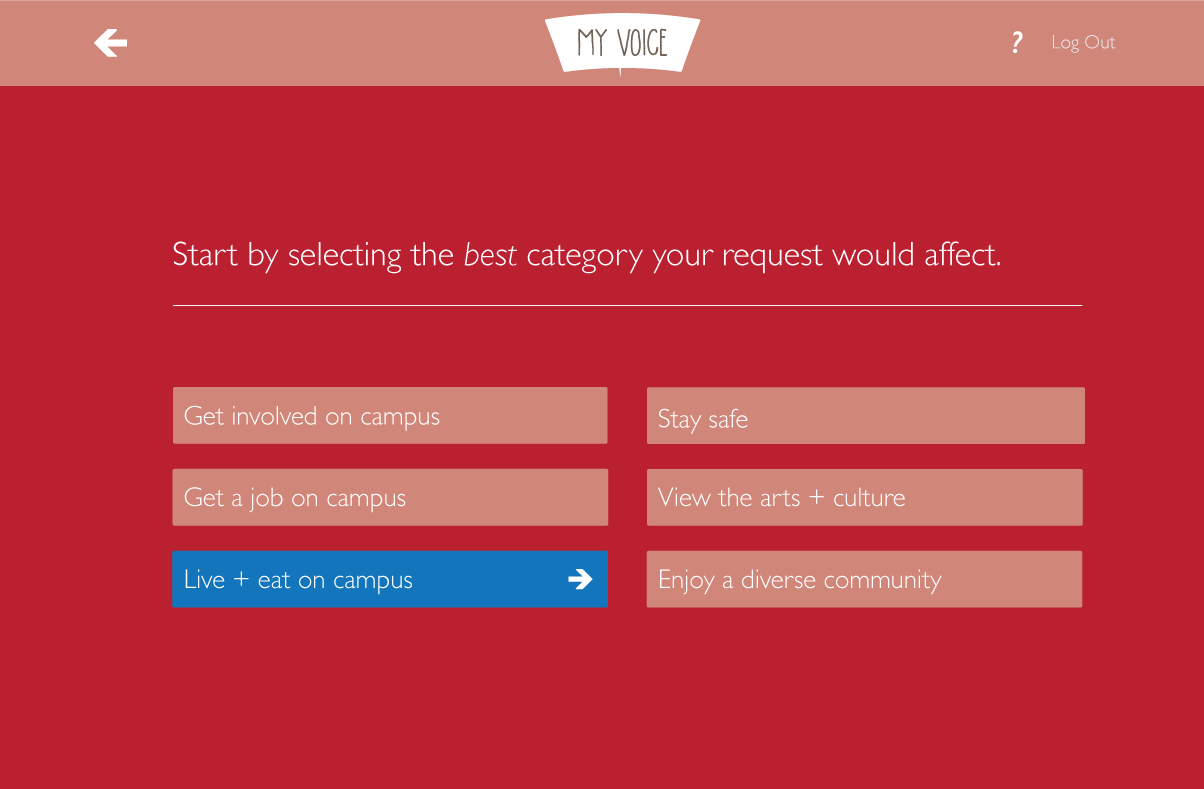 MY VOICE
? Log Out
Start by selecting the best category your request would affect.
Get involved on campus
Stay safe
Get a job on campus
View the arts + culture
Live + eat on campus
Enjoy a diverse community